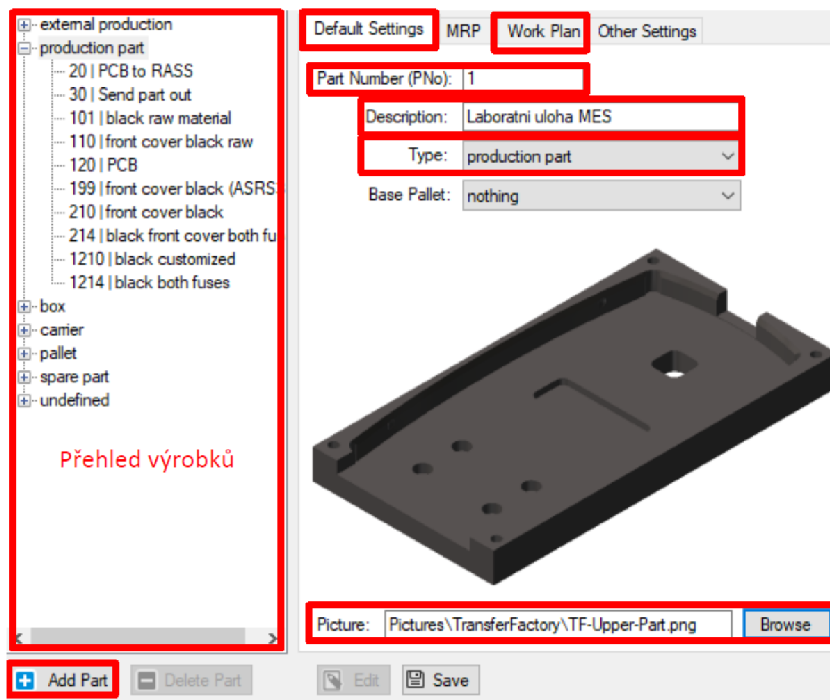 external production
production part
20 | PCB to RASS
30 | Send part out
101 | black raw material
110 | front cover black raw
120 | PCB
199 | front cover black (ASRS
210 | front cover black
214 | black front cover both fu
1210 | black customized
1214 | black both fuses
box
carrier
pallet
spare part
undefined
Přehled výrobků
Add Part
Delete Part
Default Settings
MRP
Work Plan
Other Settings
Part Number (PNo): 1
Description: Laboratni uloha MES
Type: production part
Base Pallet: nothing
Picture: Pictures\TransferFactory\TF-Upper-Part.png
Browse
Edit
Save